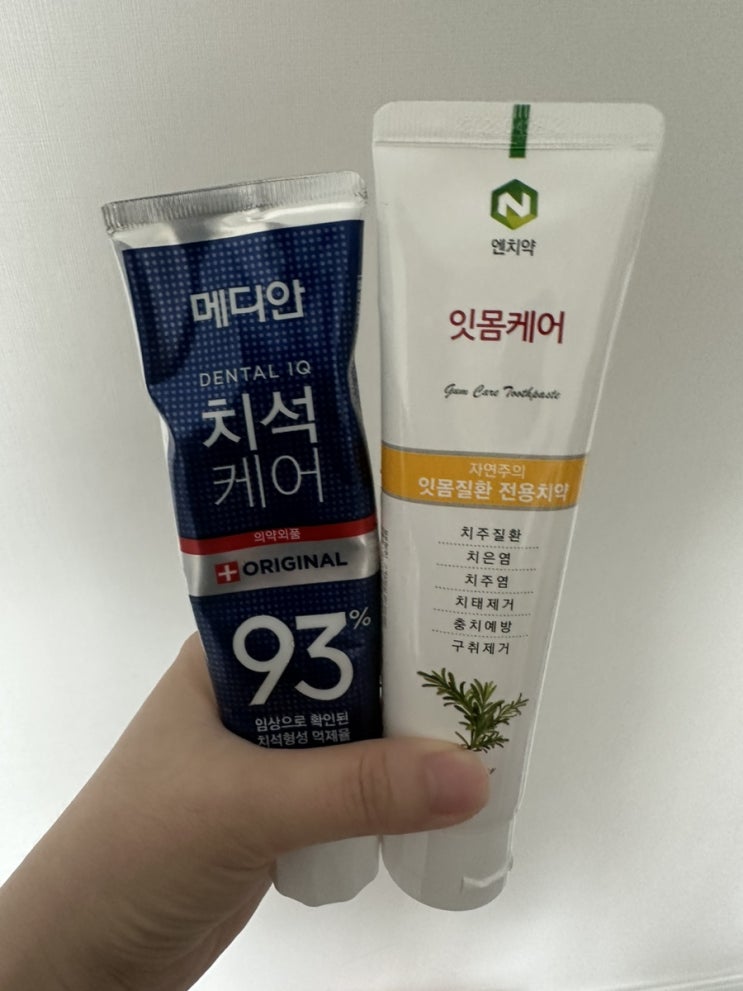 메디안
DENTAL IQ
치석
케어
의약외품
ORIGINAL
93%
임상으로 확인된
치석형성 억제율
N
엔치약
잇몸케어
Gum Care Toothpaste
자연주의
잇몸질환 전용치약
치주질환
치은염
치주염
치태제거
충치예방
구취제거